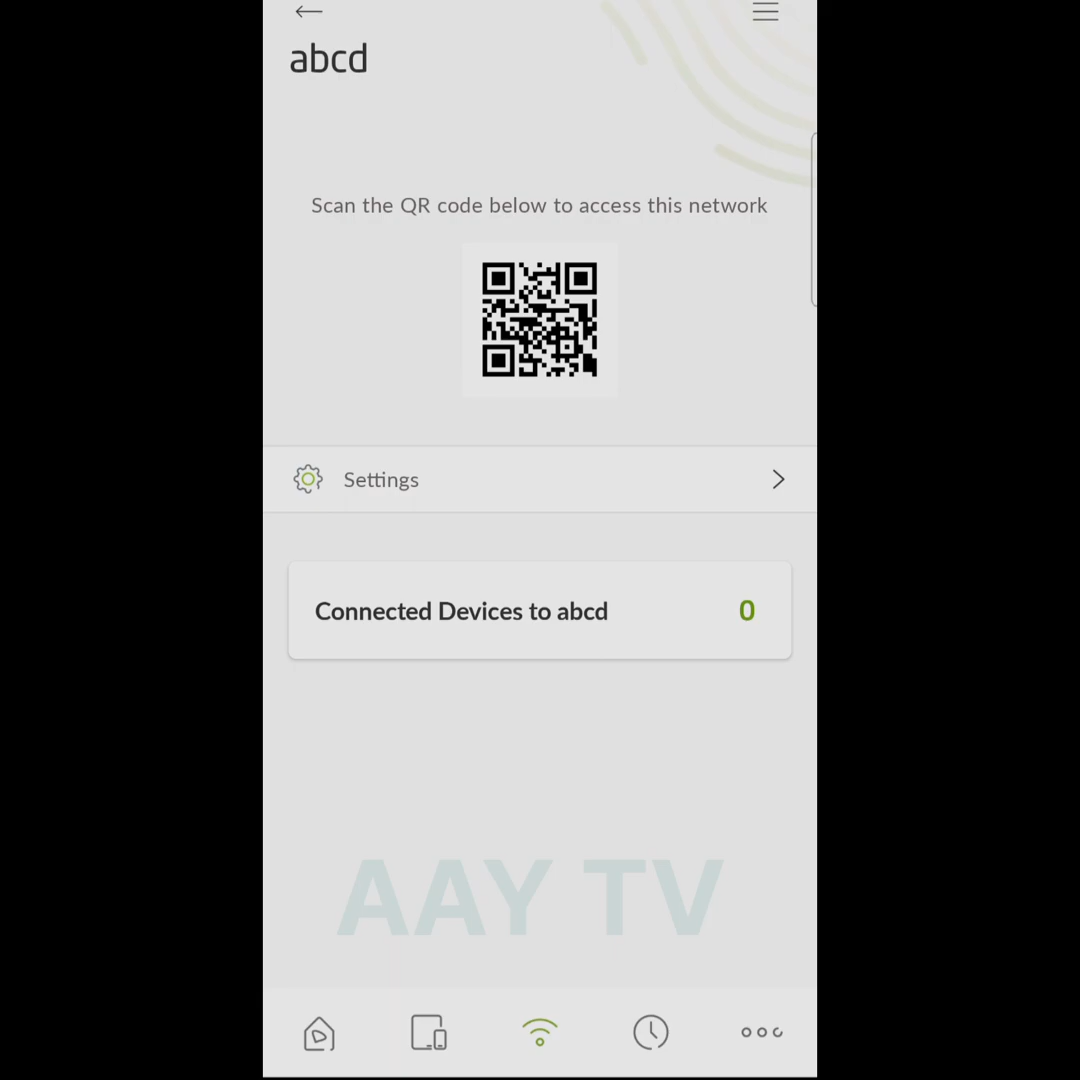 abcd
Scan the QR code below to access this network
Settings
Connected Devices to abcd 0
AAY TV